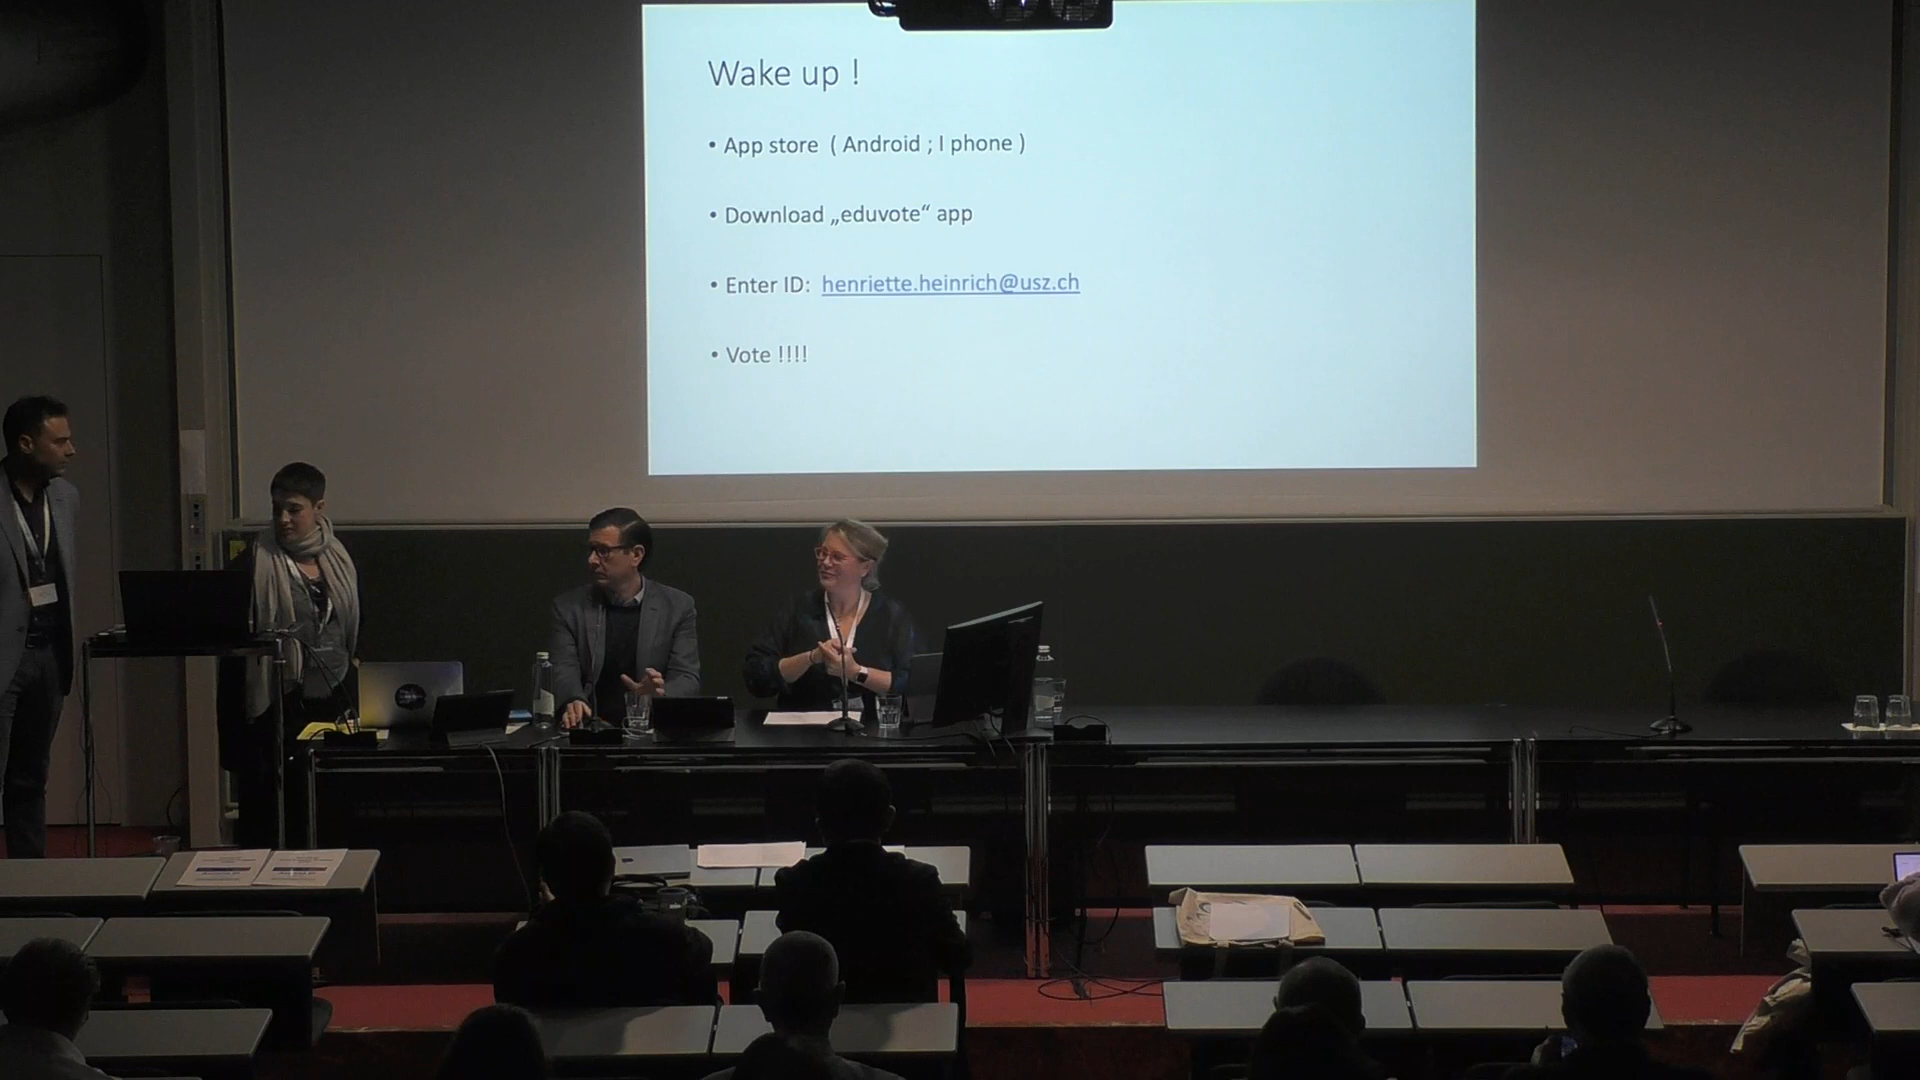 Wake up !
• App store ( Android ; I phone )
• Download „eduvote“ app
• Enter ID: henriette.heinrich@usz.ch
• Vote !!!!